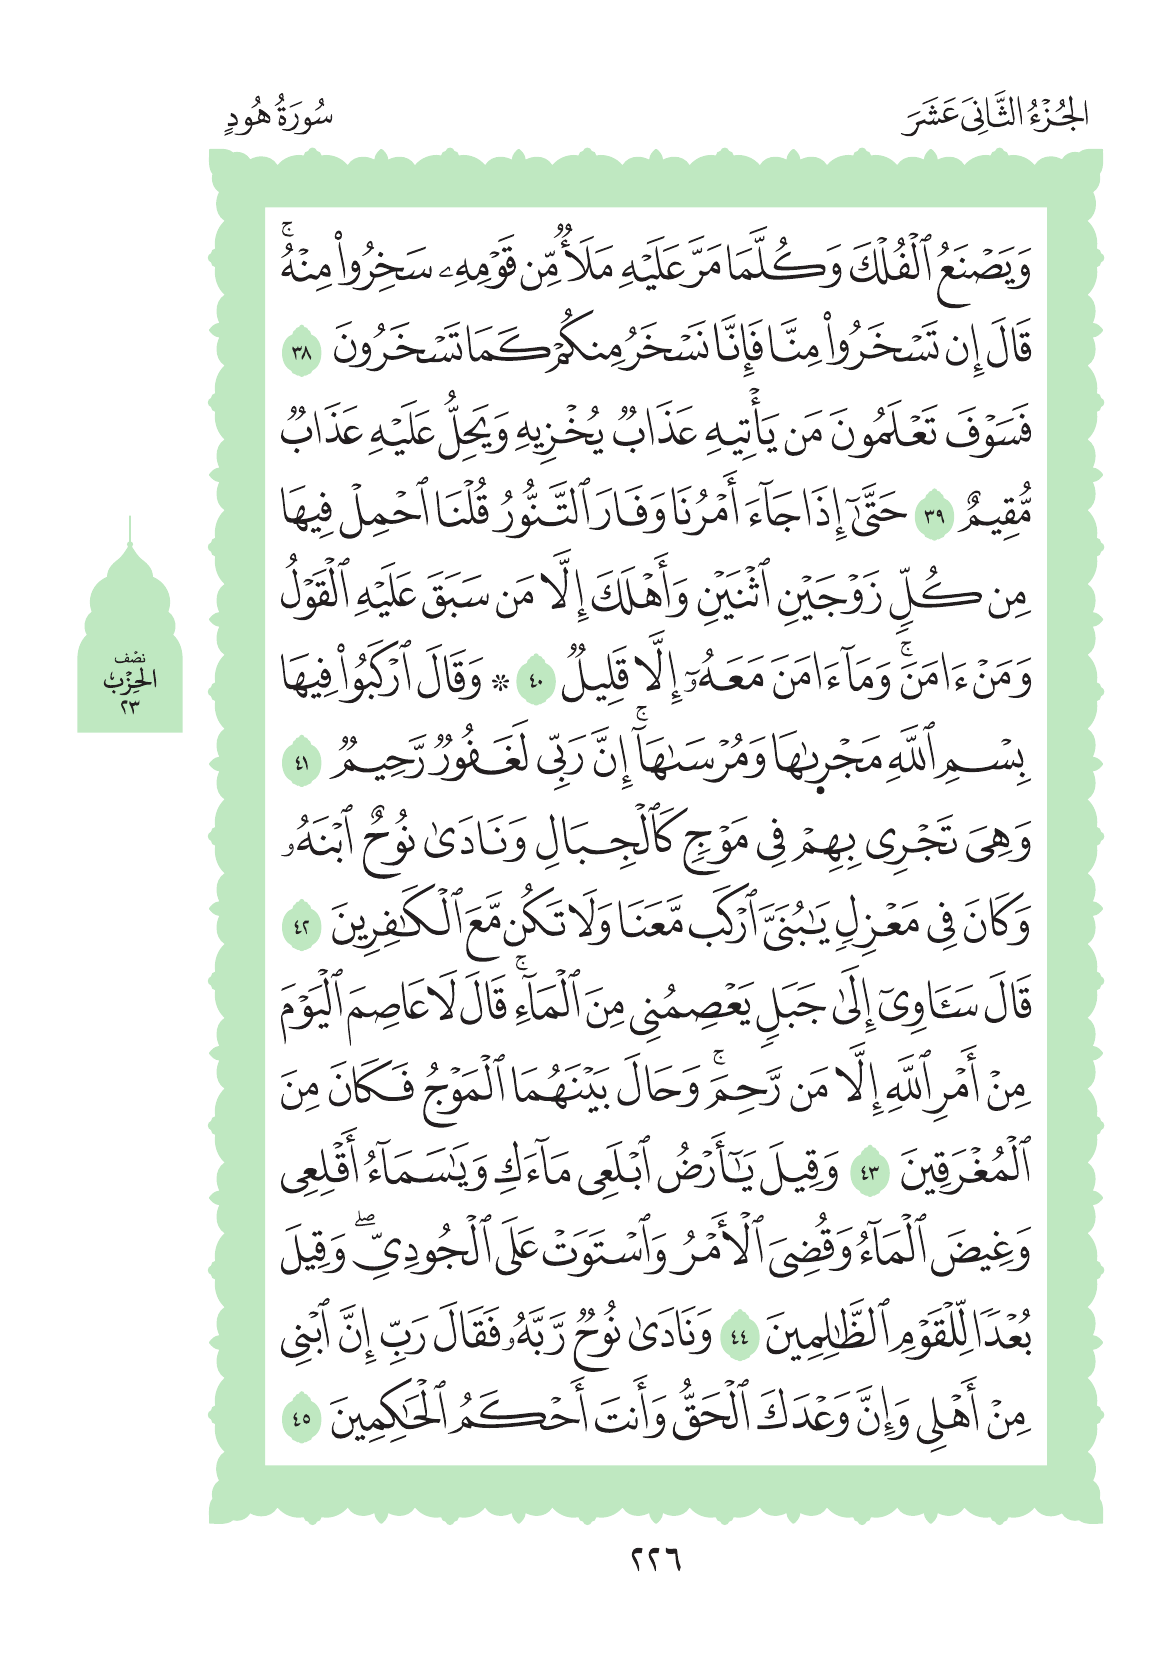 الجُزْءُ الثَّانِيَ عَشَرَ
سُورَةُ هُودٍ
وَيَصْنَعُ ٱلْفُلْكَ وَكُلَّمَا مَرَّ عَلَيْهِ مَلَأٌ مِّن قَوْمِهِۦ سَخِرُوا۟ مِنْهُ ۚ
قَالَ إِن تَسْخَرُوا۟ مِنَّا فَإِنَّا نَسْخَرُ مِنكُمْ كَمَا تَسْخَرُونَ ٣٨
فَسَوْفَ تَعْلَمُونَ مَن يَأْتِيهِ عَذَابٌ يُخْزِيهِ وَيَحِلُّ عَلَيْهِ عَذَابٌ
مُّقِيمٌ ٣٩ حَتَّىٰٓ إِذَا جَآءَ أَمْرُنَا وَفَارَ ٱلتَّنُّورُ قُلْنَا ٱحْمِلْ فِيهَا
مِن كُلٍّ زَوْجَيْنِ ٱثْنَيْنِ وَأَهْلَكَ إِلَّا مَن سَبَقَ عَلَيْهِ ٱلْقَوْلُ
وَمَنْ ءَامَنَ ۚ وَمَآ ءَامَنَ مَعَهُۥٓ إِلَّا قَلِيلٌ ٤٠ ۞ وَقَالَ ٱرْكَبُوا۟ فِيهَا
بِسْمِ ٱللَّهِ مَجْر۪ىٰهَا وَمُرْسَىٰهَآ ۚ إِنَّ رَبِّى لَغَفُورٌ رَّحِيمٌ ٤١
وَهِىَ تَجْرِى بِهِمْ فِى مَوْجٍ كَٱلْجِبَالِ وَنَادَىٰ نُوحٌ ٱبْنَهُۥ
وَكَانَ فِى مَعْزِلٍ يَـٰبُنَىَّ ٱرْكَب مَّعَنَا وَلَا تَكُن مَّعَ ٱلْكَـٰفِرِينَ ٤٢
قَالَ سَـَٔاوِىٓ إِلَىٰ جَبَلٍ يَعْصِمُنِى مِنَ ٱلْمَآءِ ۚ قَالَ لَا عَاصِمَ ٱلْيَوْمَ
مِنْ أَمْرِ ٱللَّهِ إِلَّا مَن رَّحِمَ ۚ وَحَالَ بَيْنَهُمَا ٱلْمَوْجُ فَكَانَ مِنَ
ٱلْمُغْرَقِينَ ٤٣ وَقِيلَ يَـٰٓأَرْضُ ٱبْلَعِى مَآءَكِ وَيَـٰسَمَآءُ أَقْلِعِى
وَغِيضَ ٱلْمَآءُ وَقُضِىَ ٱلْأَمْرُ وَٱسْتَوَتْ عَلَى ٱلْجُودِىِّ ۖ وَقِيلَ
بُعْدًا لِّلْقَوْمِ ٱلظَّـٰلِمِينَ ٤٤ وَنَادَىٰ نُوحٌ رَّبَّهُۥ فَقَالَ رَبِّ إِنَّ ٱبْنِى
مِنْ أَهْلِى وَإِنَّ وَعْدَكَ ٱلْحَقُّ وَأَنتَ أَحْكَمُ ٱلْحَـٰكِمِينَ ٤٥
نصْف
الحِزْب
٢٣
٢٢٦